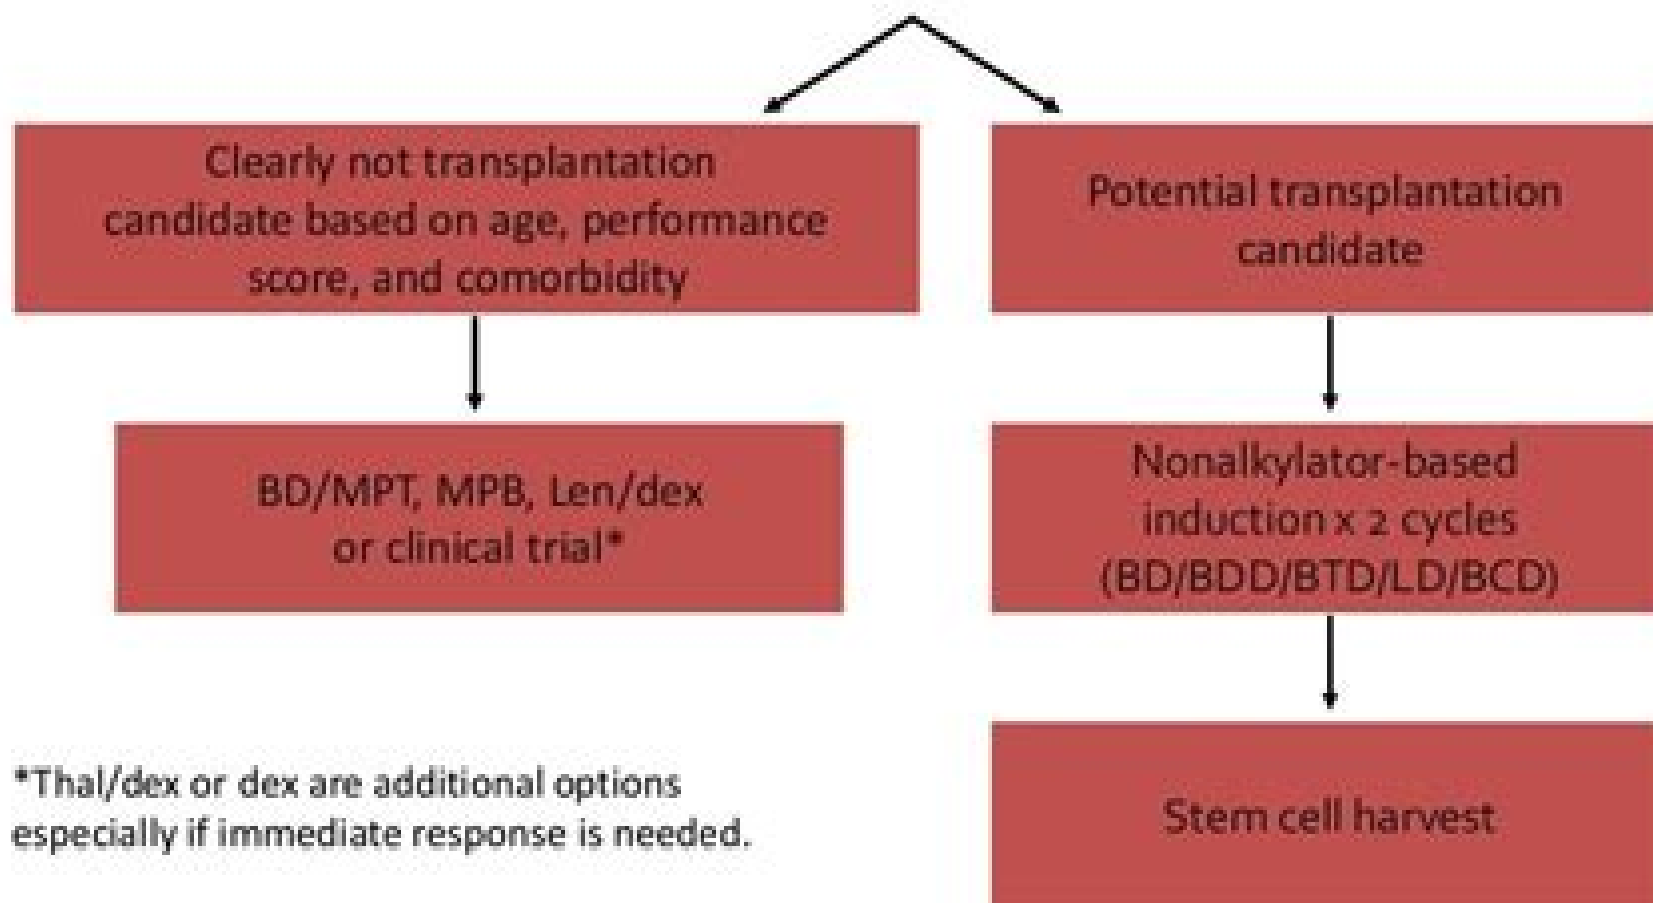 Clearly not transplantation
candidate based on age, performance
score, and comorbidity
Potential transplantation
candidate
BD/MPT, MPB, Len/dex
or clinical trial*
Nonalkylator-based
induction x 2 cycles
(BD/BDD/BTD/LD/BCD)
*Thal/dex or dex are additional options
especially if immediate response is needed.
Stem cell harvest